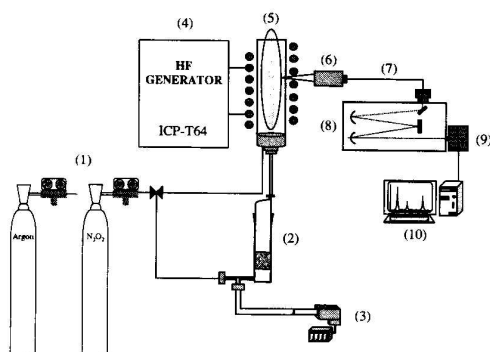 (4)
(5)
HF
GENERATOR
ICP-T64
(6)
(7)
(8)
(9)
(10)
(1)
Argon
N₂O₂
(2)
(3)